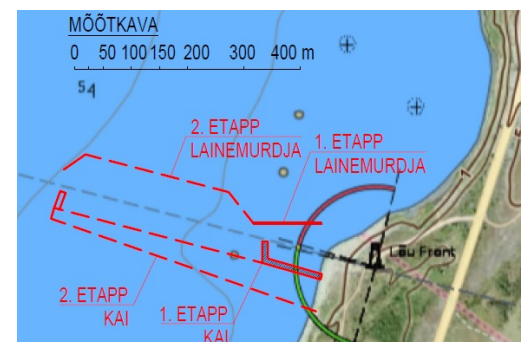 MÕÕTKAVA
0 50 100 150 200 300 400 m
54
2. ETAPP
LAINEMURDJA
1. ETAPP
LAINEMURDJA
Lõu Front
2. ETAPP
KAI
1. ETAPP
KAI